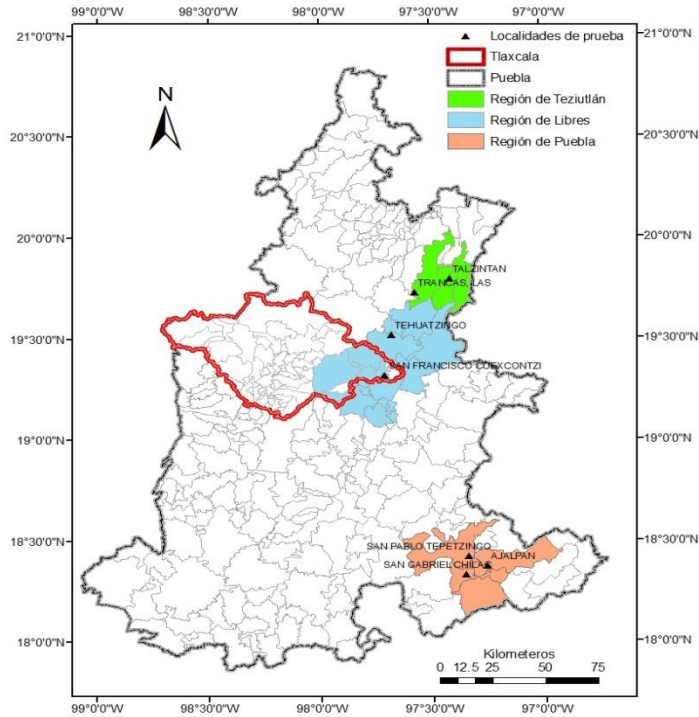 99°0'0"W 98°30'0"W 98°0'0"W 97°30'0"W 97°0'0"W
21°0'0"N
21°0'0"N
Localidades de prueba
Tlaxcala
Puebla
Región de Teziutlán
Región de Libres
Región de Puebla
N
20°30'0"N
20°30'0"N
20°0'0"N
20°0'0"N
TALZINTAN
TRANCAS, LAS
TEHUATZINGO
19°30'0"N
19°30'0"N
SAN FRANCISCO CUEXCONTZI
19°0'0"N
19°0'0"N
18°30'0"N
18°30'0"N
SAN PABLO TEPETZINGO
AJALPAN
SAN GABRIEL CHILAC
18°0'0"N
18°0'0"N
Kilometeros
0 12.5 25 50 75
99°0'0"W 98°30'0"W 98°0'0"W 97°30'0"W 97°0'0"W